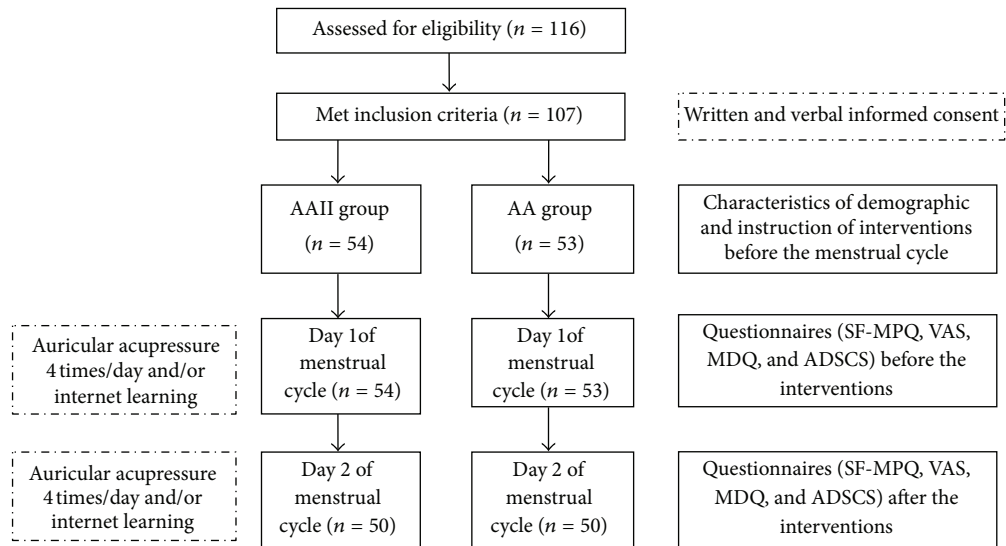 Assessed for eligibility (n = 116)
Met inclusion criteria (n = 107)
Written and verbal informed consent
AAII group
(n = 54)
AA group
(n = 53)
Characteristics of demographic
and instruction of interventions
before the menstrual cycle
Auricular acupressure
4 times/day and/or
internet learning
Day 1of
menstrual
cycle (n = 54)
Day 1of
menstrual
cycle (n = 53)
Questionnaires (SF-MPQ, VAS,
MDQ, and ADSCS) before the
interventions
Auricular acupressure
4 times/day and/or
internet learning
Day 2 of
menstrual
cycle (n = 50)
Day 2 of
menstrual
cycle (n = 50)
Questionnaires (SF-MPQ, VAS,
MDQ, and ADSCS) after the
interventions